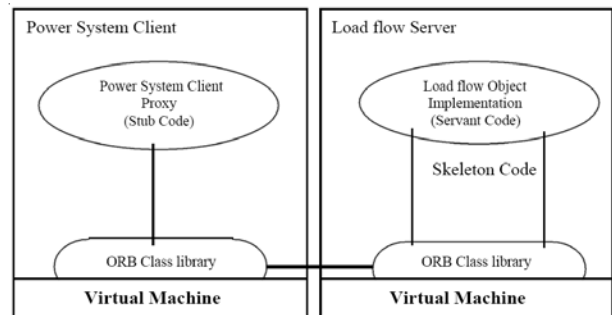 Power System Client
Power System Client
Proxy
(Stub Code)
ORB Class library
Virtual Machine
Load flow Server
Load flow Object
Implementation
(Servant Code)
Skeleton Code
ORB Class library
Virtual Machine